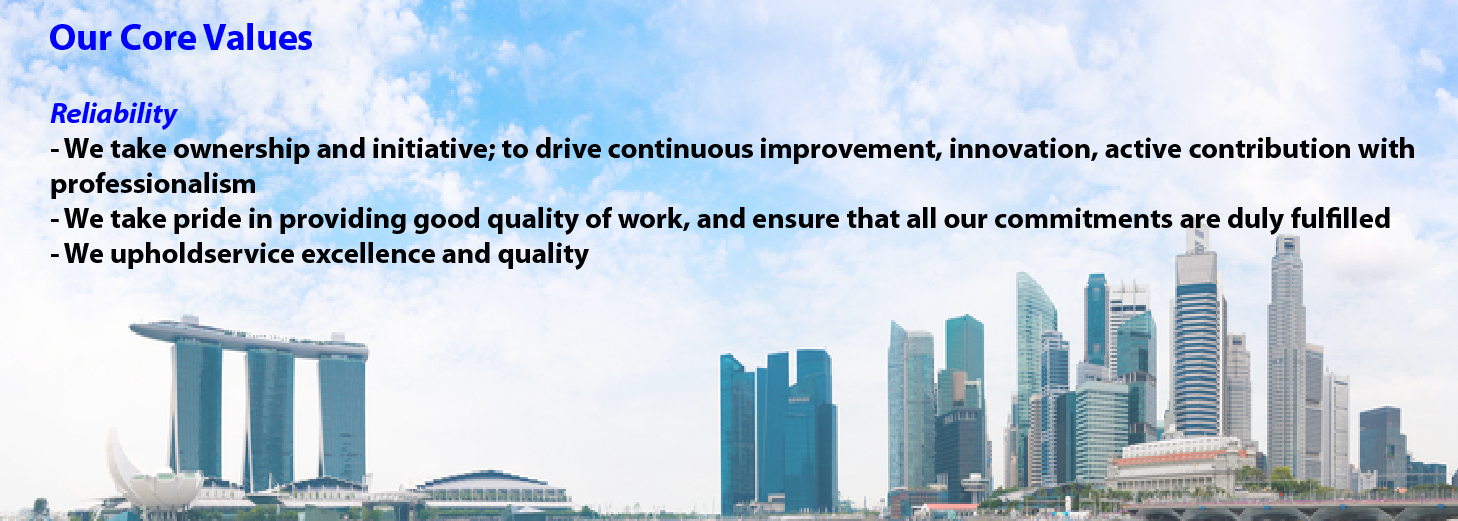 Our Core Values
Reliability
- We take ownership and initiative; to drive continuous improvement, innovation, active contribution with
professionalism
- We take pride in providing good quality of work, and ensure that all our commitments are duly fulfilled
- We upholdservice excellence and quality